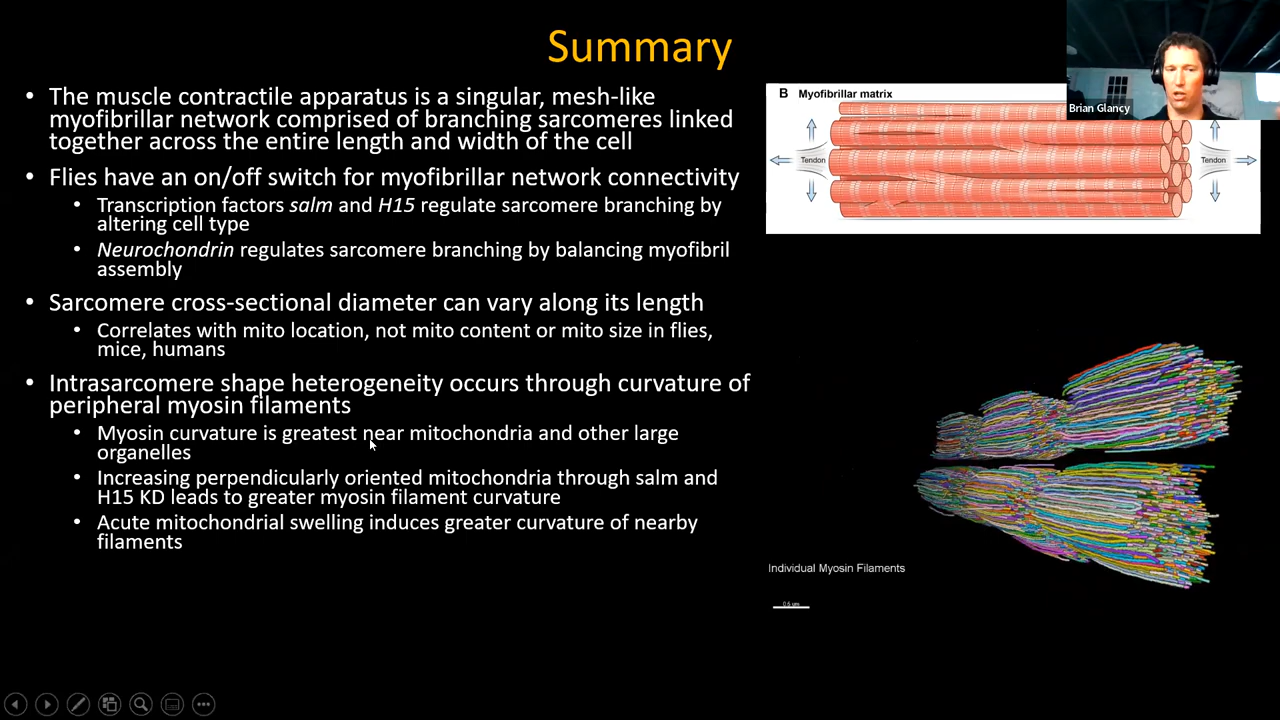 Summary
• The muscle contractile apparatus is a singular, mesh-like
myofibrillar network comprised of branching sarcomeres linked
together across the entire length and width of the cell
• Flies have an on/off switch for myofibrillar network connectivity
• Transcription factors salm and H15 regulate sarcomere branching by
altering cell type
• Neurochondrin regulates sarcomere branching by balancing myofibril
assembly
• Sarcomere cross-sectional diameter can vary along its length
• Correlates with mito location, not mito content or mito size in flies,
mice, humans
• Intrasarcomere shape heterogeneity occurs through curvature of
peripheral myosin filaments
• Myosin curvature is greatest near mitochondria and other large
organelles
• Increasing perpendicularly oriented mitochondria through salm and
H15 KD leads to greater myosin filament curvature
• Acute mitochondrial swelling induces greater curvature of nearby
filaments
B Myofibrillar matrix
Brian Glancy
Tendon
Tendon
Individual Myosin Filaments
0.5 um